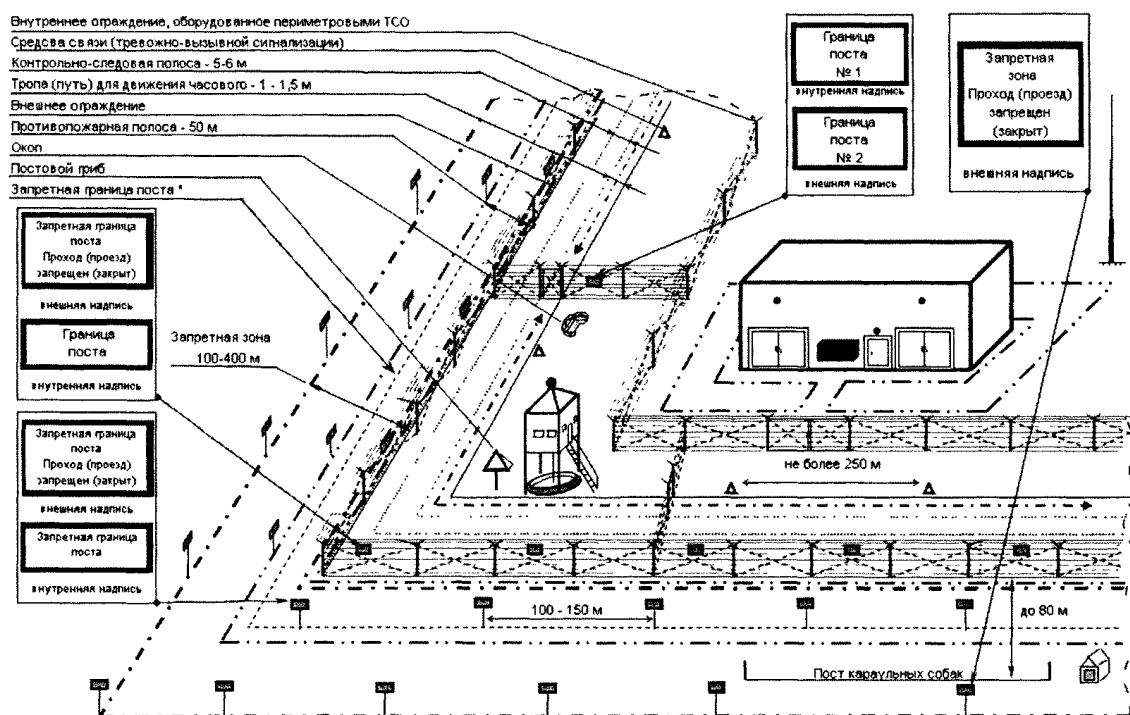 Внутреннее ограждение, оборудованное периметровыми ТСО
Средсва связи (тревожно-вызывной сигнализации)
Контрольно-следовая полоса - 5-6 м
Тропа (путь) для движения часового - 1 - 1,5 м
Внешнее ограждение
Противопожарная полоса - 50 м
Окоп
Постовой гриб
Запретная граница поста *
Граница
поста
№ 1
внутренняя надпись
Граница
поста
№ 2
внешняя надпись
Запретная
зона
Проход (проезд)
запрещен
(закрыт)
внешняя надпись
Запретная граница
поста
Проход (проезд)
запрещен (закрыт)
внешняя надпись
Граница
поста
внутренняя надпись
Запретная зона
100-400 м
Запретная граница
поста
Проход (проезд)
запрещен (закрыт)
внешняя надпись
Запретная граница
поста
внутренняя надпись
не более 250 м
100 - 150 м
до 80 м
Пост караульных собак